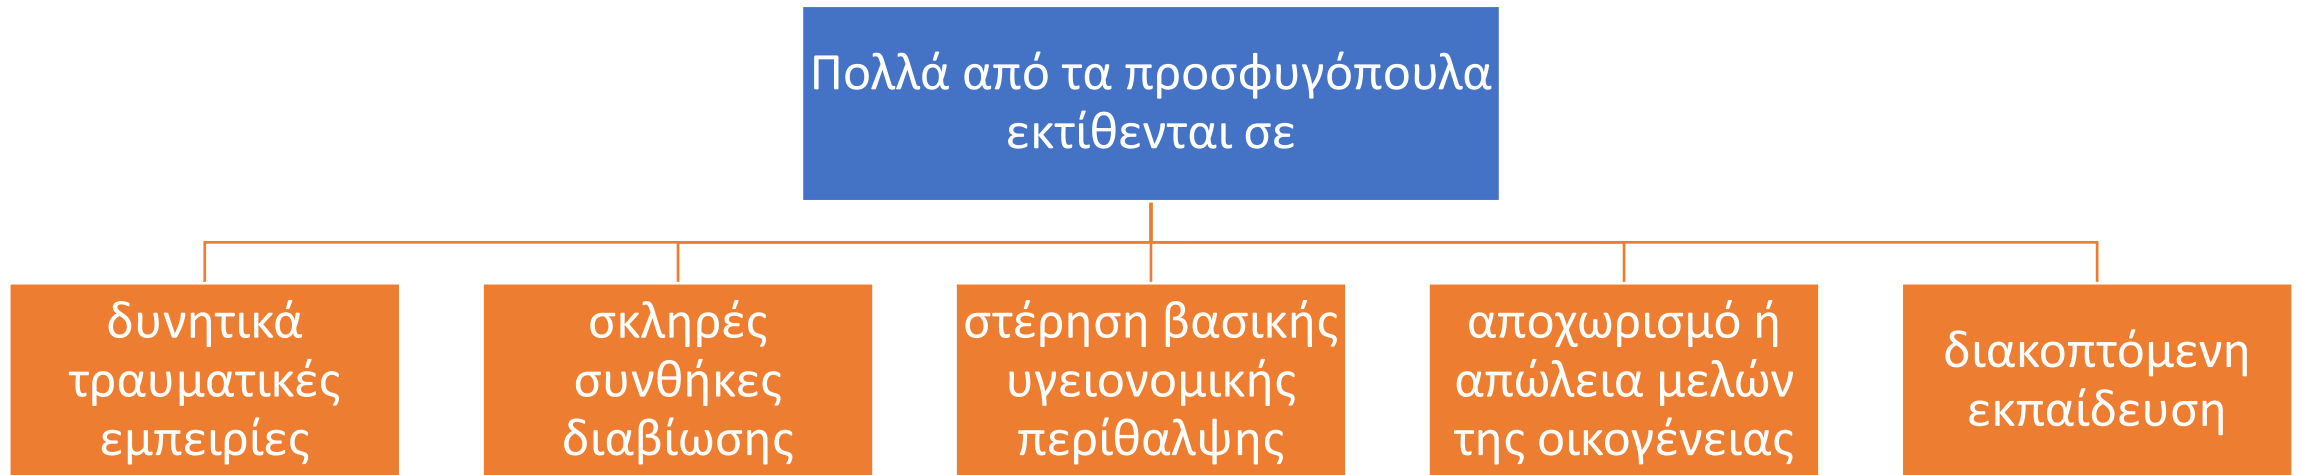 Πολλά από τα προσφυγόπουλα
εκτίθενται σε
δυνητικά
τραυματικές
εμπειρίες
σκληρές
συνθήκες
διαβίωσης
στέρηση βασικής
υγειονομικής
περίθαλψης
αποχωρισμό ή
απώλεια μελών
της οικογένειας
διακοπτόμενη
εκπαίδευση